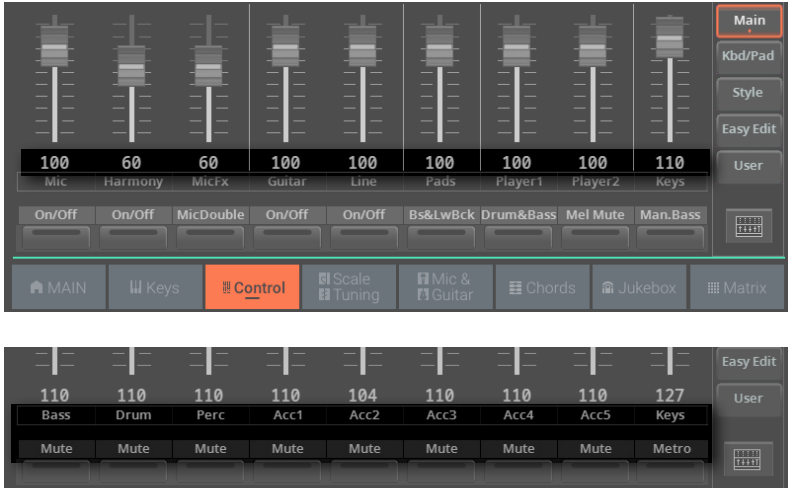 Main
Kbd/Pad
Style
Easy Edit
User
100 60 60 100 100 100 100 100 110
Mic Harmony MicFx Guitar Line Pads Player1 Player2 Keys
On/Off On/Off MicDouble On/Off On/Off Bs&LwBck Drum&Bass Mel Mute Man.Bass
MAIN Keys Control Scale Tuning Mic & Guitar Chords Jukebox Matrix
Easy Edit
User
110 110 110 110 104 110 110 110 127
Bass Drum Perc Acc1 Acc2 Acc3 Acc4 Acc5 Keys
Mute Mute Mute Mute Mute Mute Mute Mute Metro